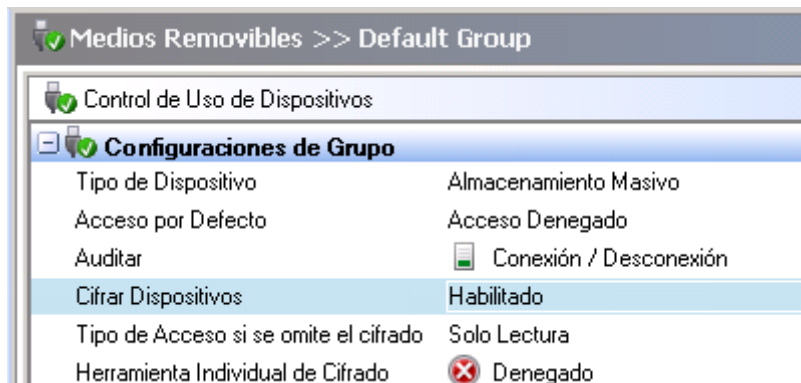 Medios Removibles >> Default Group
Control de Uso de Dispositivos
Configuraciones de Grupo
Tipo de Dispositivo Almacenamiento Masivo
Acceso por Defecto Acceso Denegado
Auditar Conexión / Desconexión
Cifrar Dispositivos Habilitado
Tipo de Acceso si se omite el cifrado Solo Lectura
Herramienta Individual de Cifrado Denegado